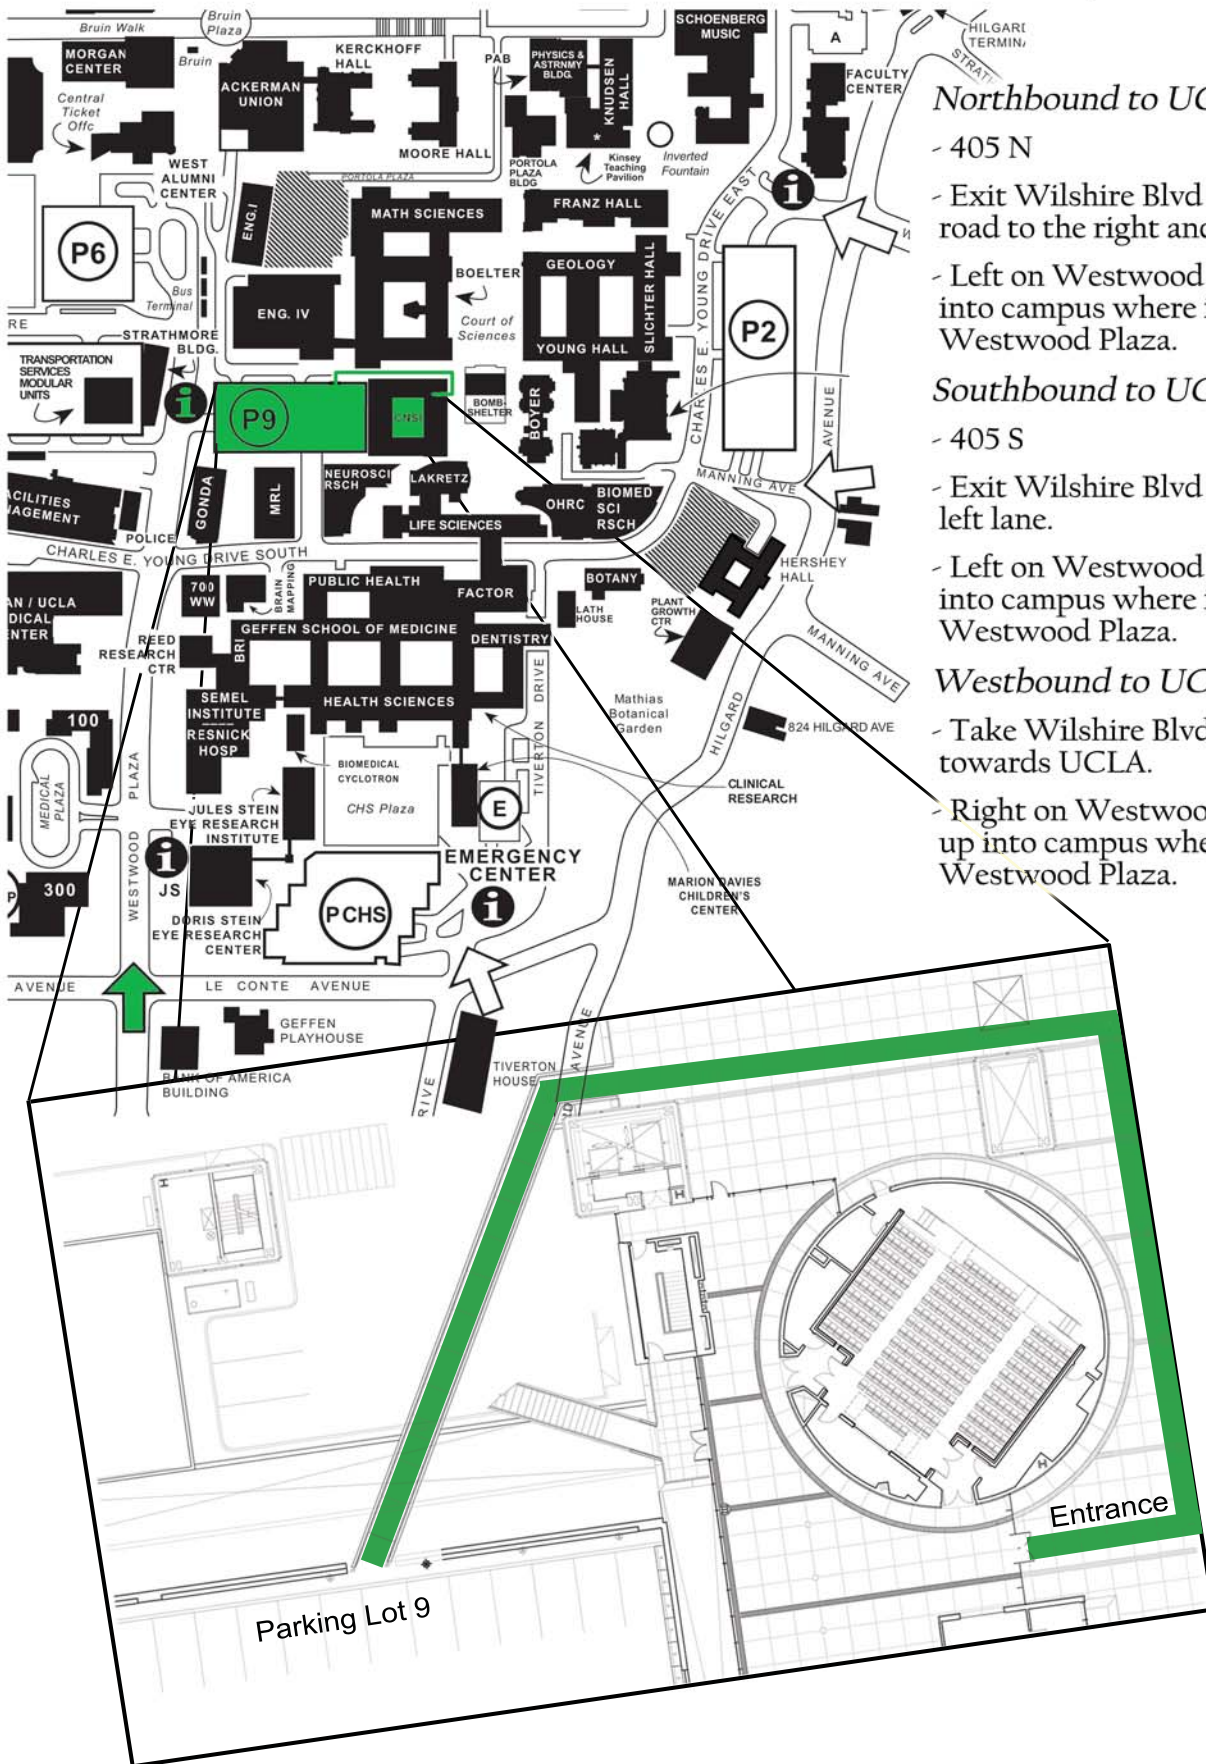 Bruin Walk
Bruin
Plaza
MORGAN
CENTER
Bruin
ACKERMAN
UNION
KERCKHOFF
HALL
MOORE HALL
PAB
PHYSICS &
ASTRNMY
BLDG.
KNUDSEN
HALL
*
SCHOENBERG
MUSIC
A
FACULTY
CENTER
Central
Ticket
Offc
WEST
ALUMNI
CENTER
PORTOLA PLAZA
PORTOLA
PLAZA
BLDG
Kinsey
Teaching
Pavilion
Inverted
Fountain
i
P6
ENG.I
MATH SCIENCES
FRANZ HALL
BOELTER
Court of
Sciences
GEOLOGY
SLICHTER HALL
YOUNG HALL
CHARLES E. YOUNG DRIVE EAST
P2
Bus
Terminal
ENG. IV
STRATHMORE
BLDG.
RE
TRANSPORTATION
SERVICES
MODULAR
UNITS
i
P9
CNSI
BOMB
SHELTER
BOYER
AVENUE
MANNING AVE
GONDA
MRL
NEUROSCI
RSCH
LAKRETZ
LIFE SCIENCES
OHRC
BIOMED
SCI
RSCH
POLICE
CHARLES E. YOUNG DRIVE SOUTH
700
WW
BRAIN
MAPPING
PUBLIC HEALTH
FACTOR
BOTANY
LATH
HOUSE
PLANT
GROWTH
CTR
HERSHEY
HALL
MANNING AVE
REED
RESEARCH
CTR
BRI
GEFFEN SCHOOL OF MEDICINE
DENTISTRY
SEMEL
INSTITUTE
RESNICK
HOSP
HEALTH SCIENCES
BIOMEDICAL
CYCLOTRON
CHS Plaza
TIVERTON DRIVE
Mathias
Botanical
Garden
HILGARD
824 HILGARD AVE
100
MEDICAL
PLAZA
WESTWOOD PLAZA
JULES STEIN
EYE RESEARCH
INSTITUTE
E
CLINICAL
RESEARCH
i
JS
300
P
DORIS STEIN
EYE RESEARCH
CENTER
PCHS
EMERGENCY
CENTER
i
MARION DAVIES
CHILDREN'S
CENTER
AVENUE
LE CONTE AVENUE
GEFFEN
PLAYHOUSE
BANK OF AMERICA
BUILDING
TIVERTON
HOUSE
AVENUE
Northbound to
- 405 N
- Exit Wilshire Blvd
road to the right and
- Left on Westwood
into campus where
Westwood Plaza.
Southbound to
- 405 S
- Exit Wilshire Blvd
left lane.
- Left on Westwood
into campus where
Westwood Plaza.
Westbound to
- Take Wilshire Blvd
towards UCLA.
- Right on
up into campus
Westwood Plaza.
H
H
H
Entrance
Parking Lot 9